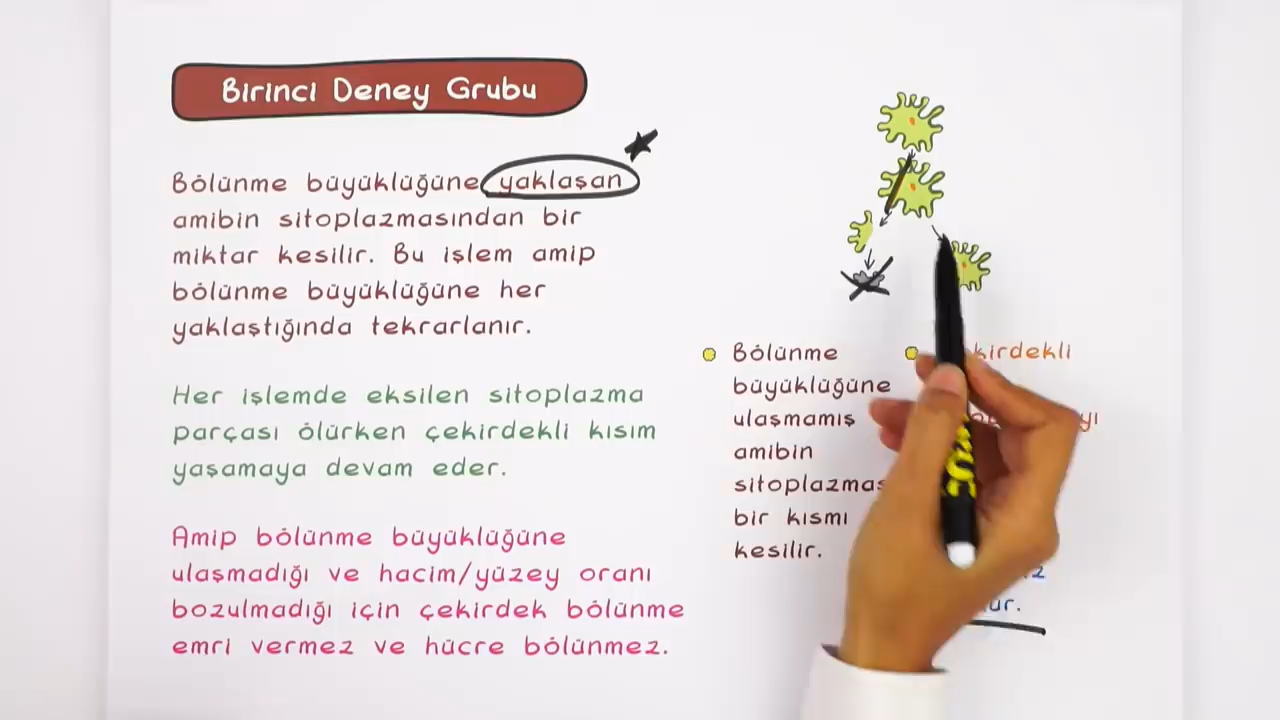 Birinci Deney Grubu
Bölünme büyüklüğüne yaklaşan
amibin sitoplazmasından bir
miktar kesilir. Bu işlem amip
bölünme büyüklüğüne her
yaklaştığında tekrarlanır.
Her işlemde eksilen sitoplazma
parçası ölürken çekirdekli kısım
yaşamaya devam eder.
Amip bölünme büyüklüğüne
ulaşmadığı ve hacim/yüzey oranı
bozulmadığı için çekirdek bölünme
emri vermez ve hücre bölünmez.
Bölünme
büyüklüğüne
ulaşmamış
amibin
bir kısmı
kesilir.